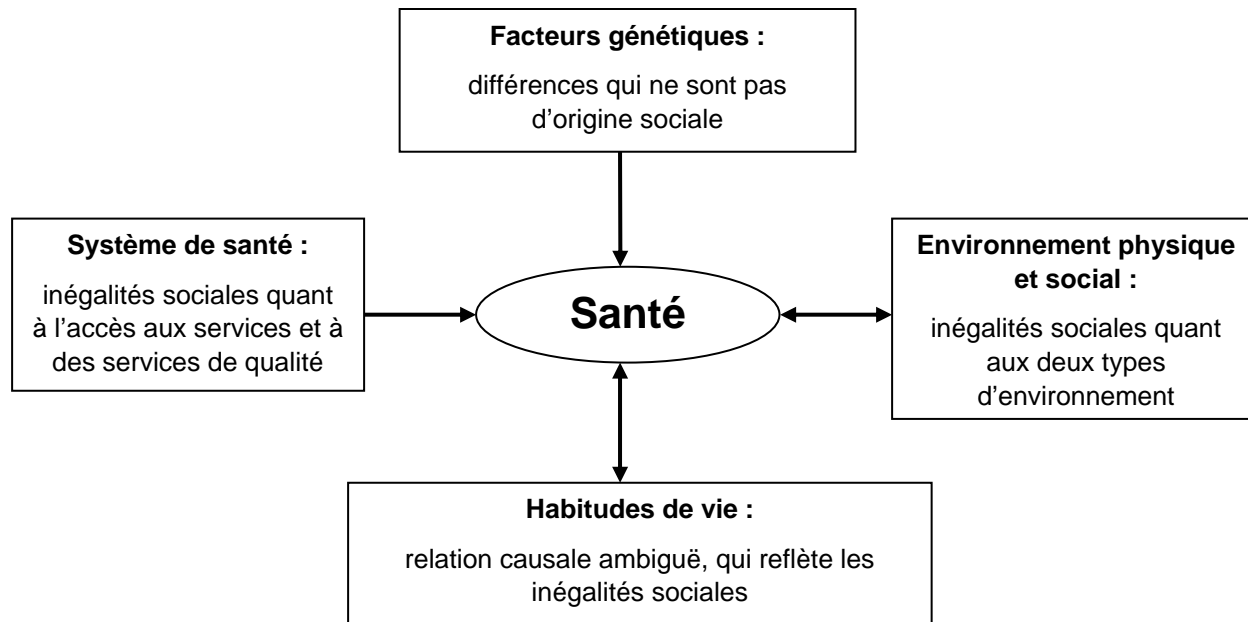 Facteurs génétiques :
différences qui ne sont pas
d’origine sociale
Système de santé :
inégalités sociales quant
à l’accès aux services et à
des services de qualité
Santé
Environnement physique
et social :
inégalités sociales quant
aux deux types
d’environnement
Habitudes de vie :
relation causale ambiguë, qui reflète les
inégalités sociales